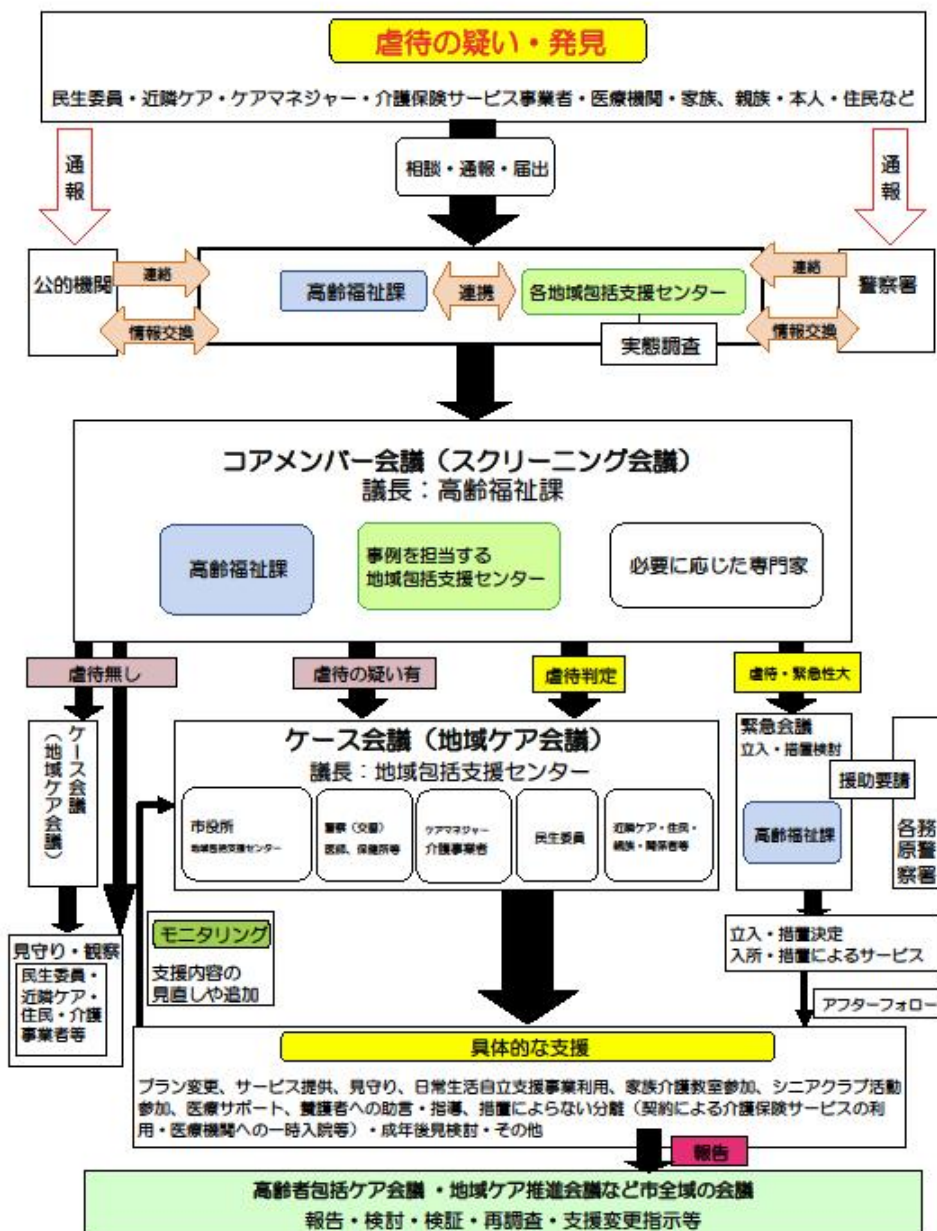 虐待の疑い・発見
民生委員・近隣ケア・ケアマネジャー・介護保険サービス事業者・医療機関・家族、親族・本人・住民など
通報
相談・通報・届出
通報
公的機関
連絡
高齢福祉課
連携
各地域包括支援センター
連絡
警察署
情報交換
実態調査
情報交換
コアメンバー会議（スクリーニング会議）
議長：高齢福祉課
高齢福祉課
事例を担当する
地域包括支援センター
必要に応じた専門家
虐待無し
虐待の疑い有
虐待判定
虐待・緊急性大
ケース会議
（地域ケア会議）
ケース会議（地域ケア会議）
議長：地域包括支援センター
市役所
地域包括支援センター
警察（交番）
医師、保健所等
ケアマネジャー
介護事業者
民生委員
近隣ケア・住民・
親族・関係者等
緊急会議
立入・措置検討
高齢福祉課
援助要請
各務
原警
察署
見守り・観察
民生委員・
近隣ケア・
住民・介護
事業者等
モニタリング
支援内容の
見直しや追加
立入・措置決定
入所・措置によるサービス
アフターフォロー
具体的な支援
プラン変更、サービス提供、見守り、日常生活自立支援事業利用、家族介護教室参加、シニアクラブ活動
参加、医療サポート、養護者への助言・指導、措置によらない分離（契約による介護保険サービスの利
用・医療機関への一時入院等）・成年後見検討・その他
報告
高齢者包括ケア会議・地域ケア推進会議など市全域の会議
報告・検討・検証・再調査・支援変更指示等